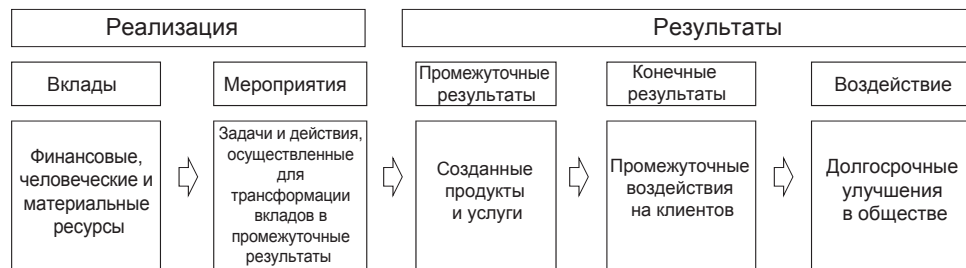 Реализация
Результаты
Вклады
Мероприятия
Промежуточные
результаты
Конечные
результаты
Воздействие
Финансовые,
человеческие и
материальные
ресурсы
Задачи и действия,
осуществленные
для
трансформации
вкладов в
промежуточные
результаты
Созданные
продукты
и услуги
Промежуточные
воздействия
на клиентов
Долгосрочные
улучшения
в обществе